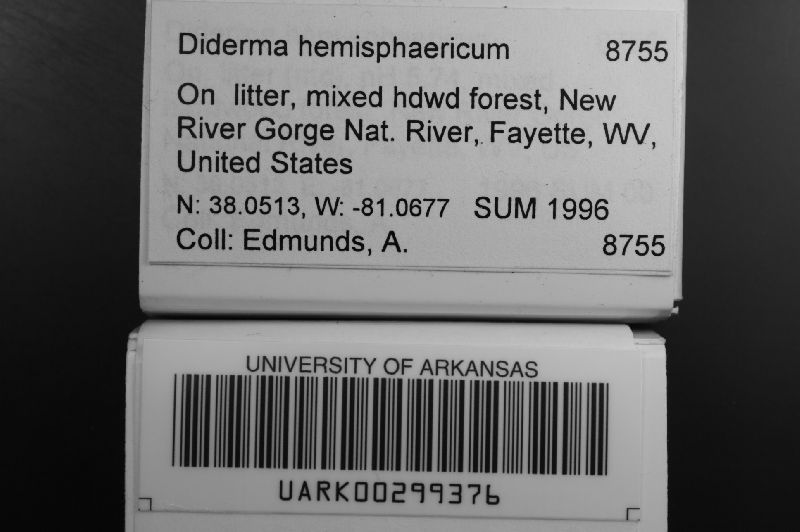 Diderma hemisphaericum 8755
On litter, mixed hdwd forest, New
River Gorge Nat. River, Fayette, WV,
United States
N: 38.0513, W: -81.0677 SUM 1996
Coll: Edmunds, A. 8755
UNIVERSITY OF ARKANSAS
UARK00299376